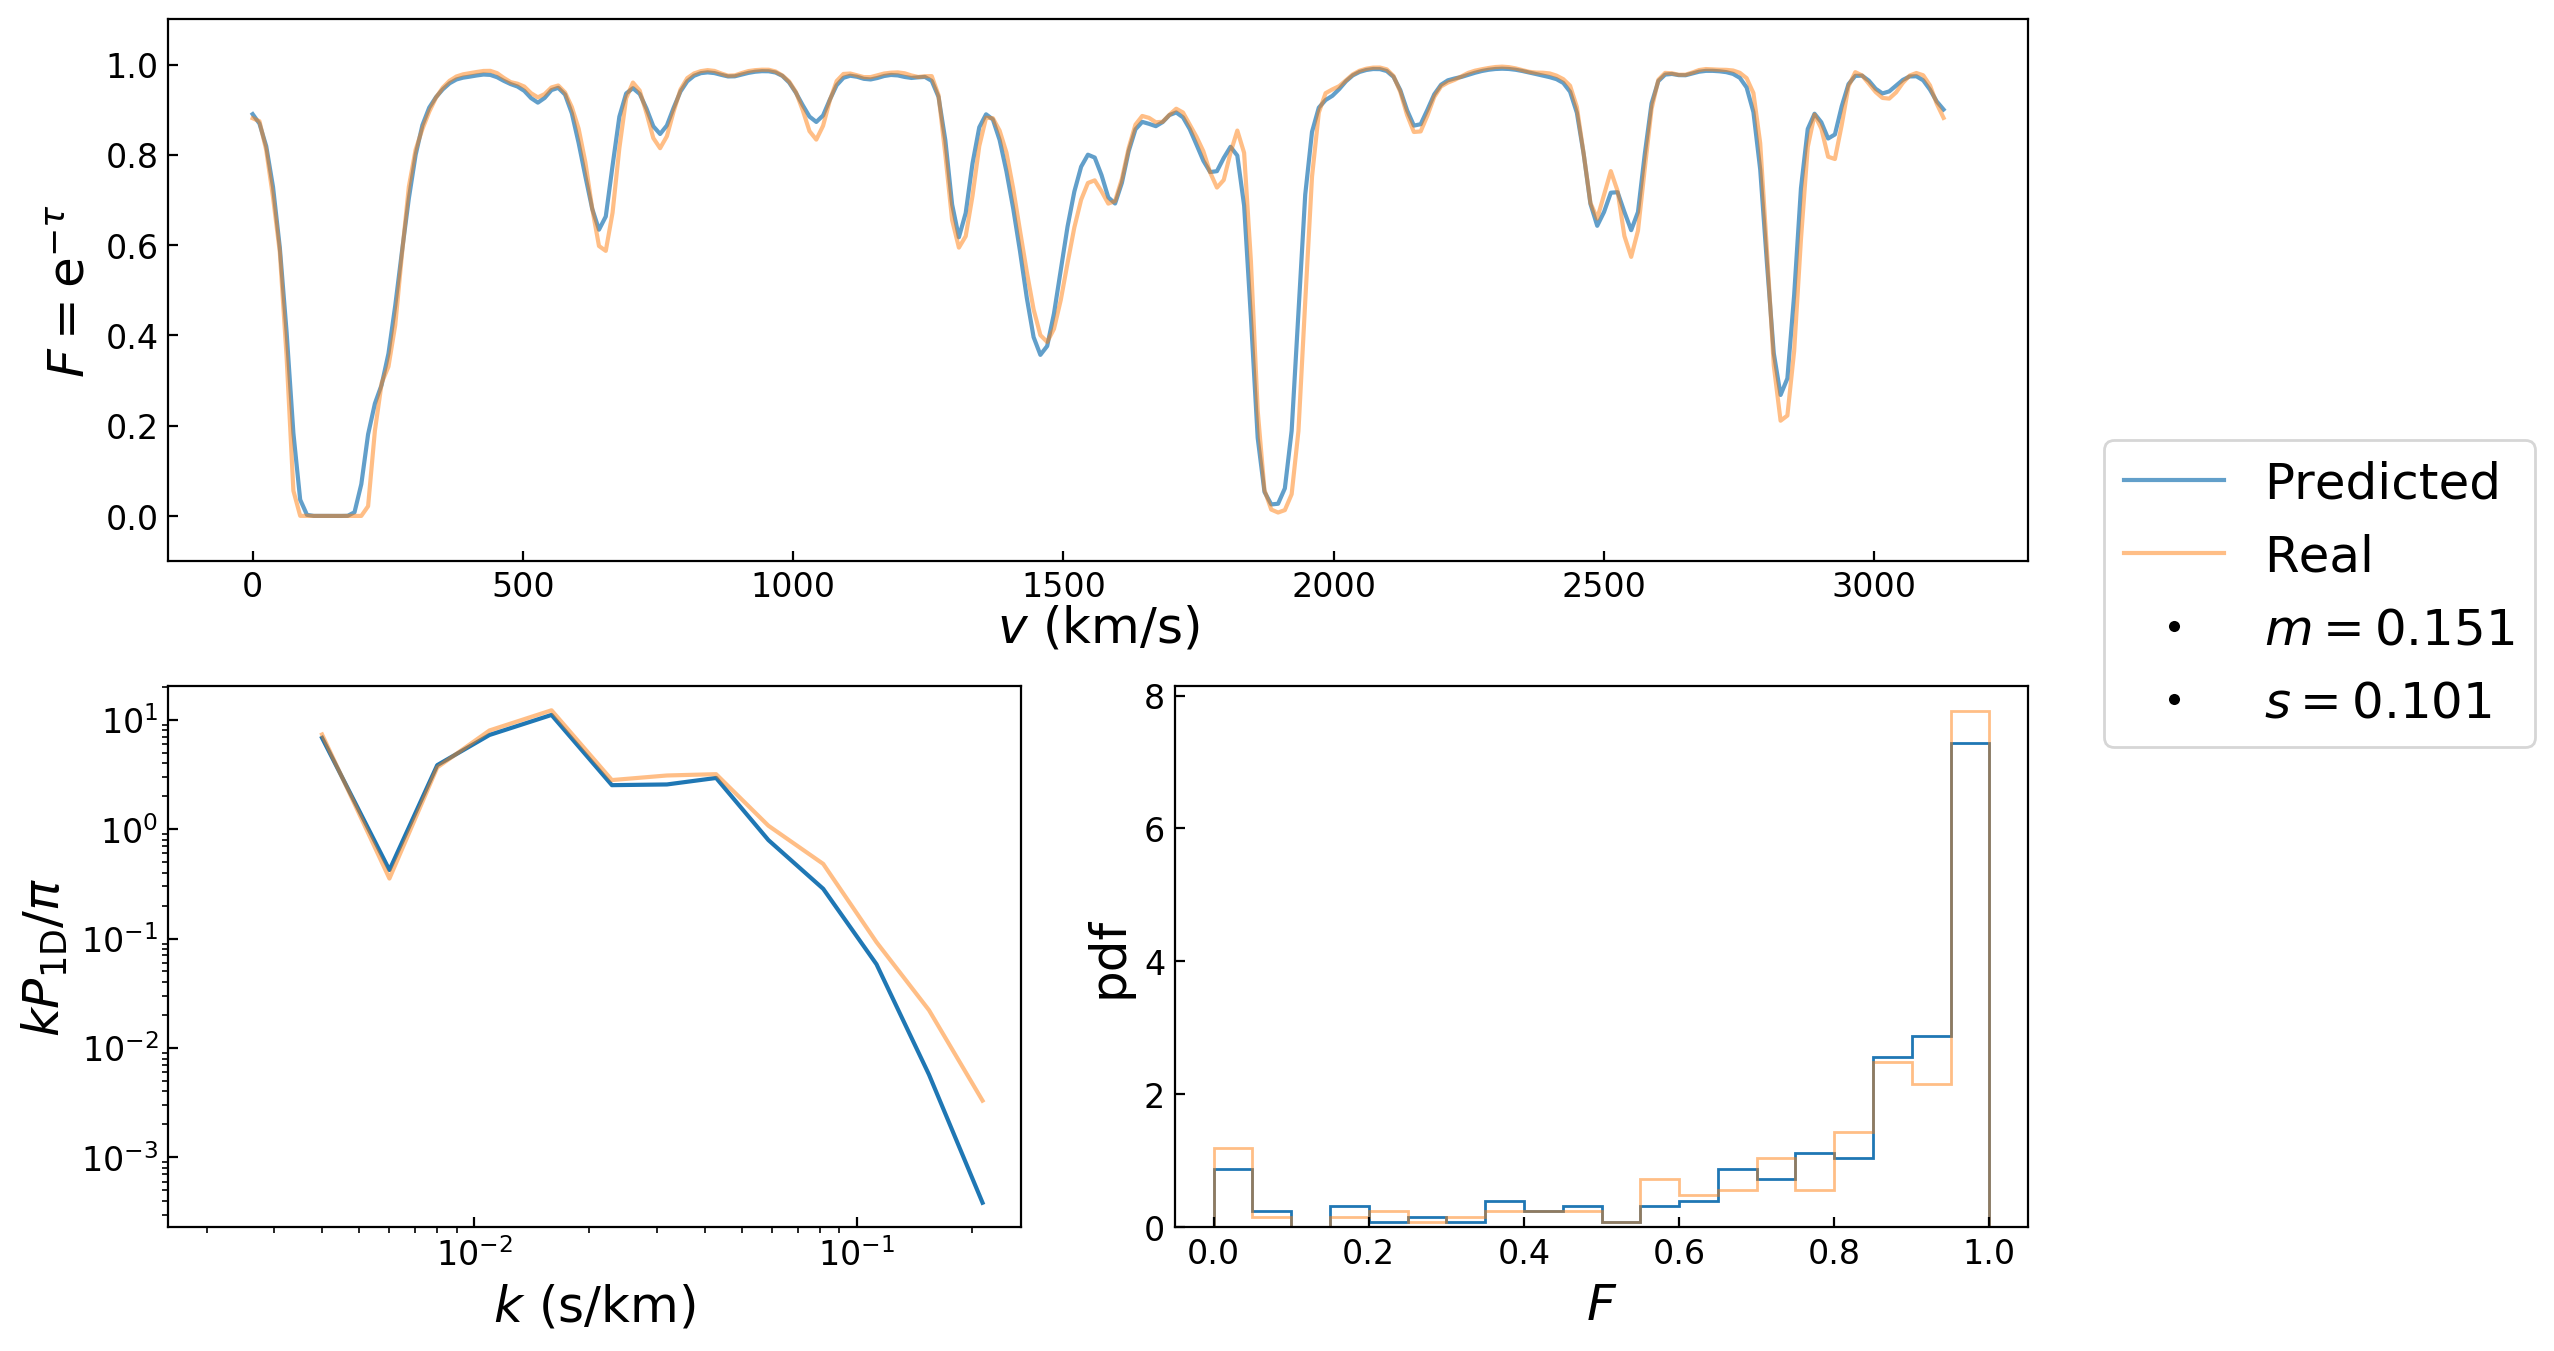 F = e^{−τ}
1.0
0.8
0.6
0.4
0.2
0.0
0 500 1000 1500 2000 2500 3000
v (km/s)
Predicted
Real
m = 0.151
s = 0.101
kP_{1D}/π
10^1
10^0
10^{−1}
10^{−2}
10^{−3}
10^{−2} 10^{−1}
k (s/km)
pdf
8
6
4
2
0
0.0 0.2 0.4 0.6 0.8 1.0
F